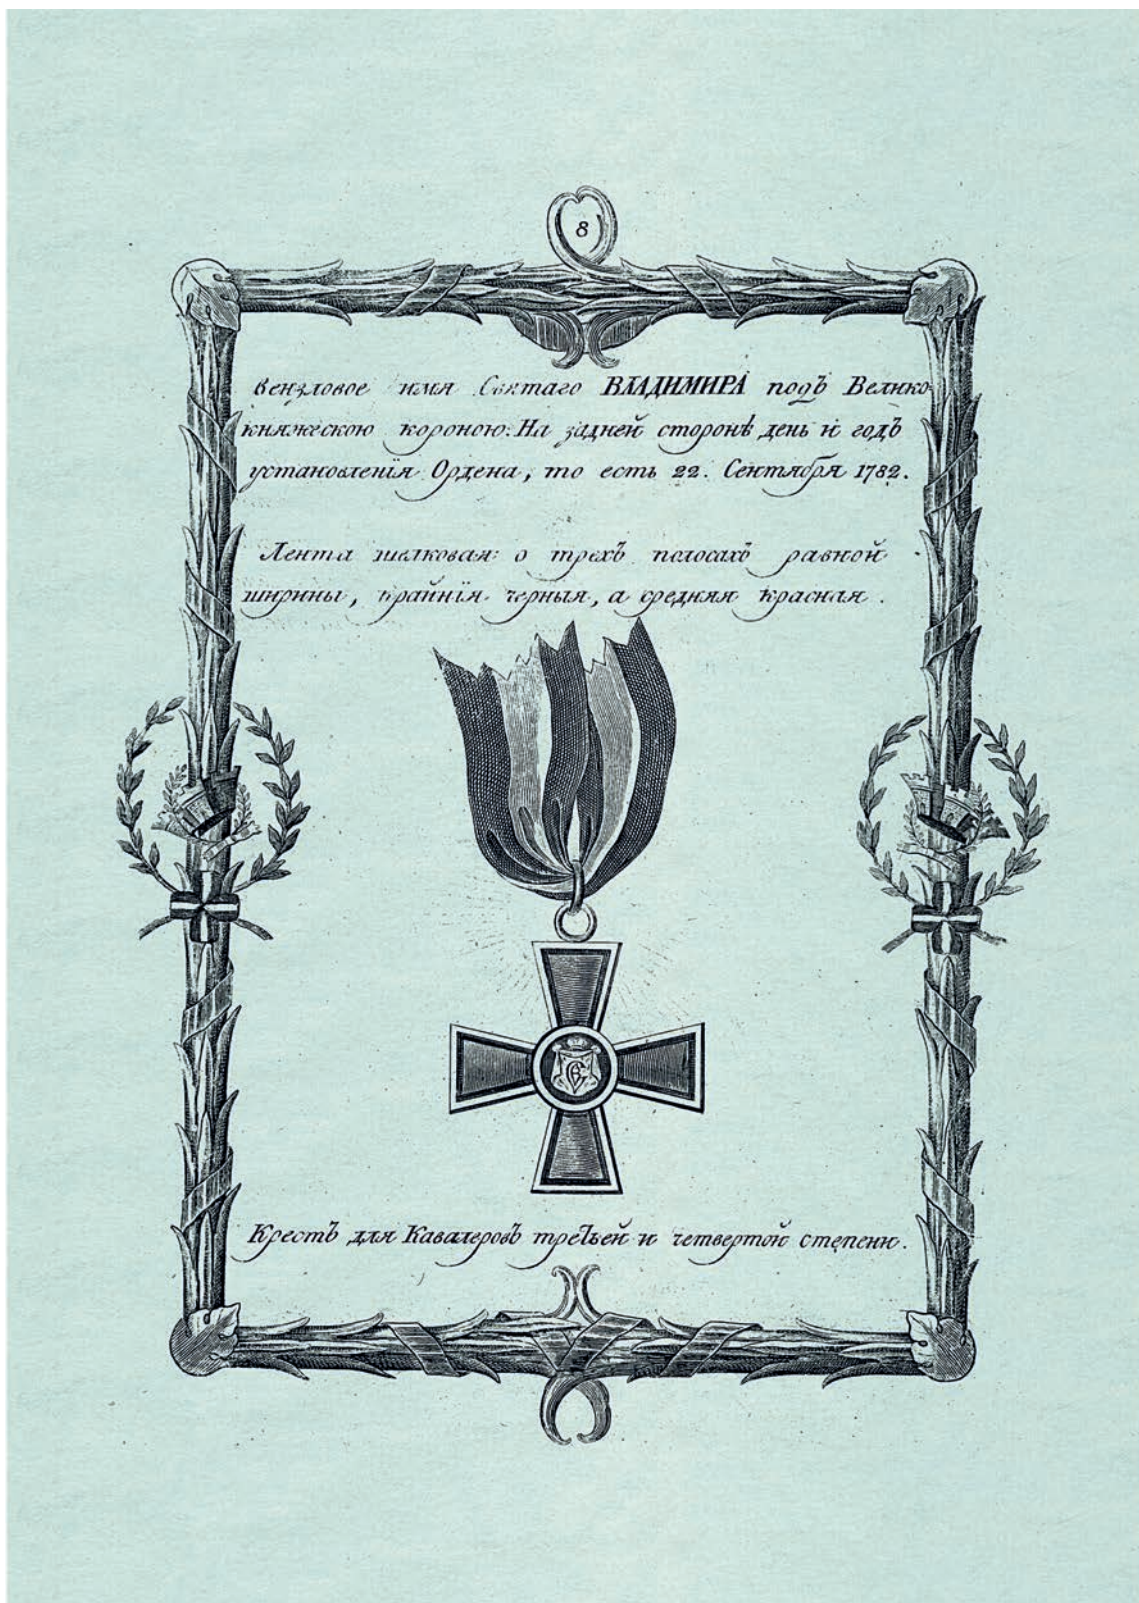 8
вензловое имя Святаго ВЛАДИМИРА подъ Велико
княжескою короною. На задней сторонѣ день и годъ
установленія Ордена, то есть 22. Сентября 1782.
Лента шелковая: о трехъ полосахъ равной
ширины, крайнія черныя, а средняя красная.
Крестъ для Кавалеровъ третьей и четвертой степени.